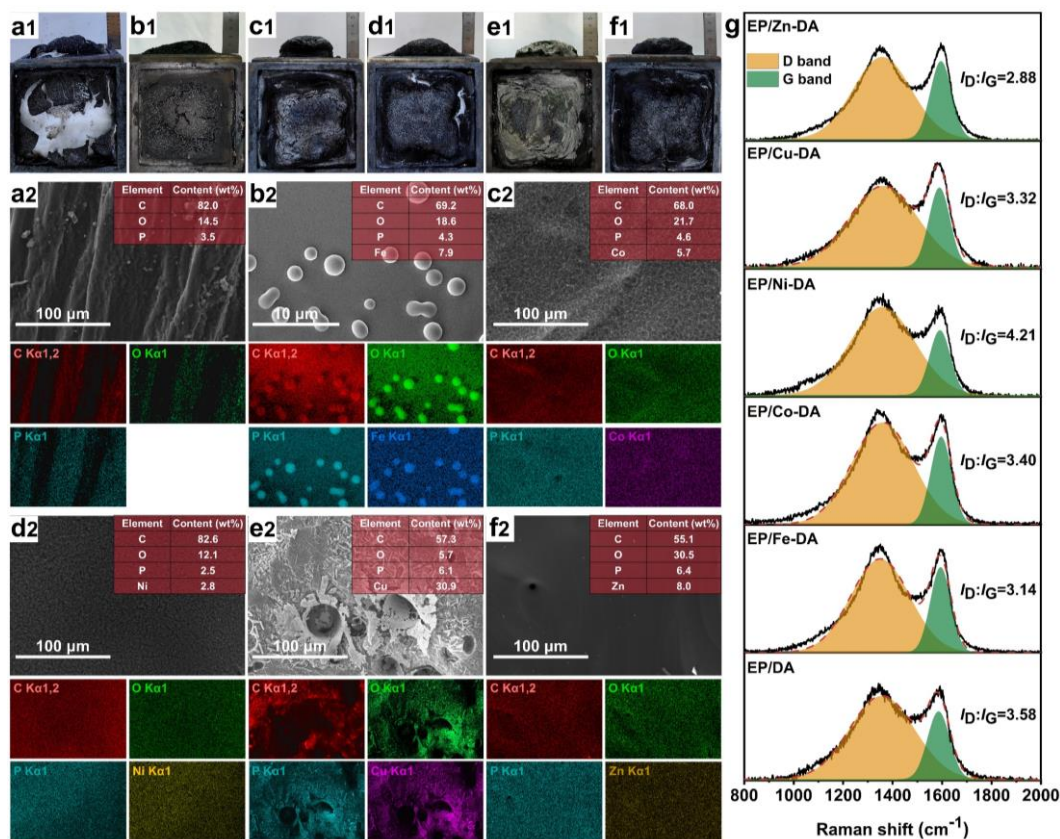 a1
b1
c1
d1
e1
f1
g
a2
Element Content (wt%)
C 82.0
O 14.5
P 3.5
100 μm
C Kα1,2
O Kα1
P Kα1
b2
Element Content (wt%)
C 69.2
O 18.6
P 4.3
Fe 7.9
10 μm
C Kα1,2
O Kα1
P Kα1
Fe Kα1
c2
Element Content (wt%)
C 68.0
O 21.7
P 4.6
Co 5.7
100 μm
C Kα1,2
O Kα1
P Kα1
Co Kα1
d2
Element Content (wt%)
C 82.6
O 12.1
P 2.5
Ni 2.8
100 μm
C Kα1,2
O Kα1
P Kα1
Ni Kα1
e2
Element Content (wt%)
C 57.3
O 5.7
P 6.1
Cu 30.9
100 μm
C Kα1,2
O Kα1
P Kα1
Cu Kα1
f2
Element Content (wt%)
C 55.1
O 30.5
P 6.4
Zn 8.0
100 μm
C Kα1,2
O Kα1
P Kα1
Zn Kα1
EP/Zn-DA
D band
G band
ID:IG=2.88
EP/Cu-DA
ID:IG=3.32
EP/Ni-DA
ID:IG=4.21
EP/Co-DA
ID:IG=3.40
EP/Fe-DA
ID:IG=3.14
EP/DA
ID:IG=3.58
800 1000 1200 1400 1600 1800 2000
Raman shift (cm⁻¹)